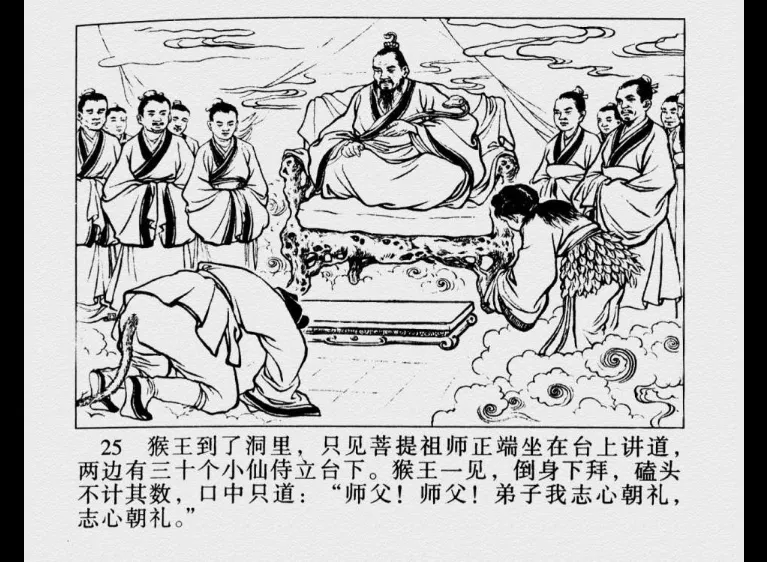 25 猴王到了洞里，只见菩提祖师正端坐在台上讲道，
两边有三十个小仙侍立台下。猴王一见，倒身下拜，磕头
不计其数，口中只道：“师父！师父！弟子我志心朝礼，
志心朝礼。”